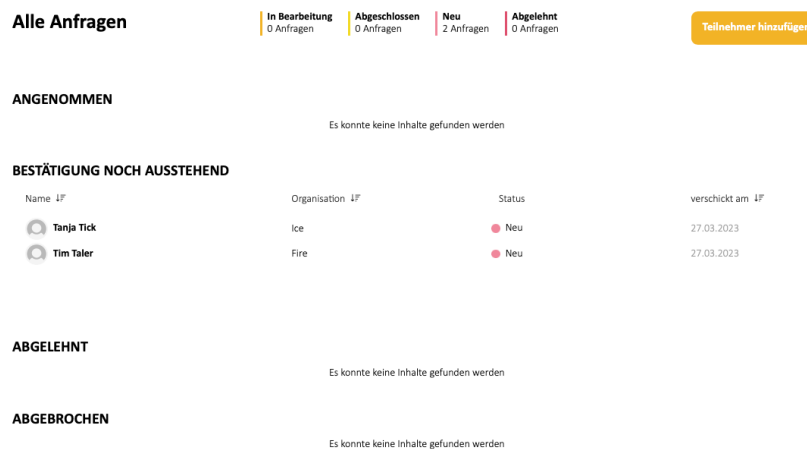 Alle Anfragen
In Bearbeitung
0 Anfragen
Abgeschlossen
0 Anfragen
Neu
2 Anfragen
Abgelehnt
0 Anfragen
Teilnehmer hinzufügen
ANGENOMMEN
Es konnte keine Inhalte gefunden werden
BESTÄTIGUNG NOCH AUSSTEHEND
Name Organisation Status verschickt am
Tanja Tick Ice Neu 27.03.2023
Tim Taler Fire Neu 27.03.2023
ABGELEHNT
Es konnte keine Inhalte gefunden werden
ABGEBROCHEN
Es konnte keine Inhalte gefunden werden